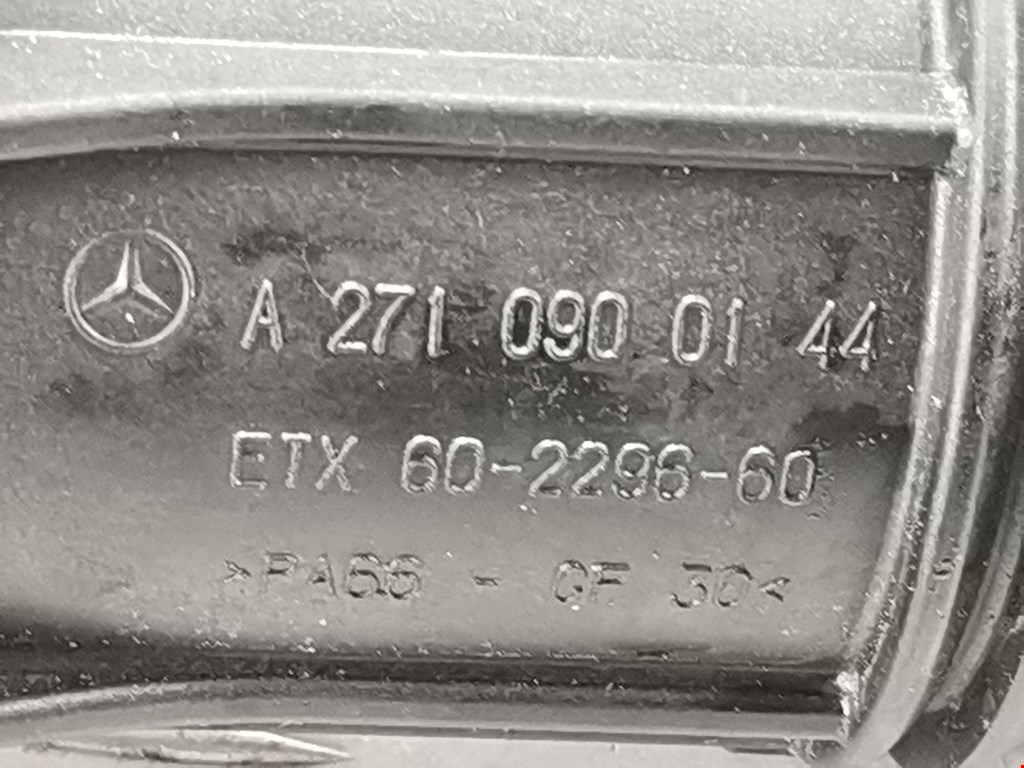 A 271 090 01 44
ETX 60-2296-60
>PA66 - GF 30<